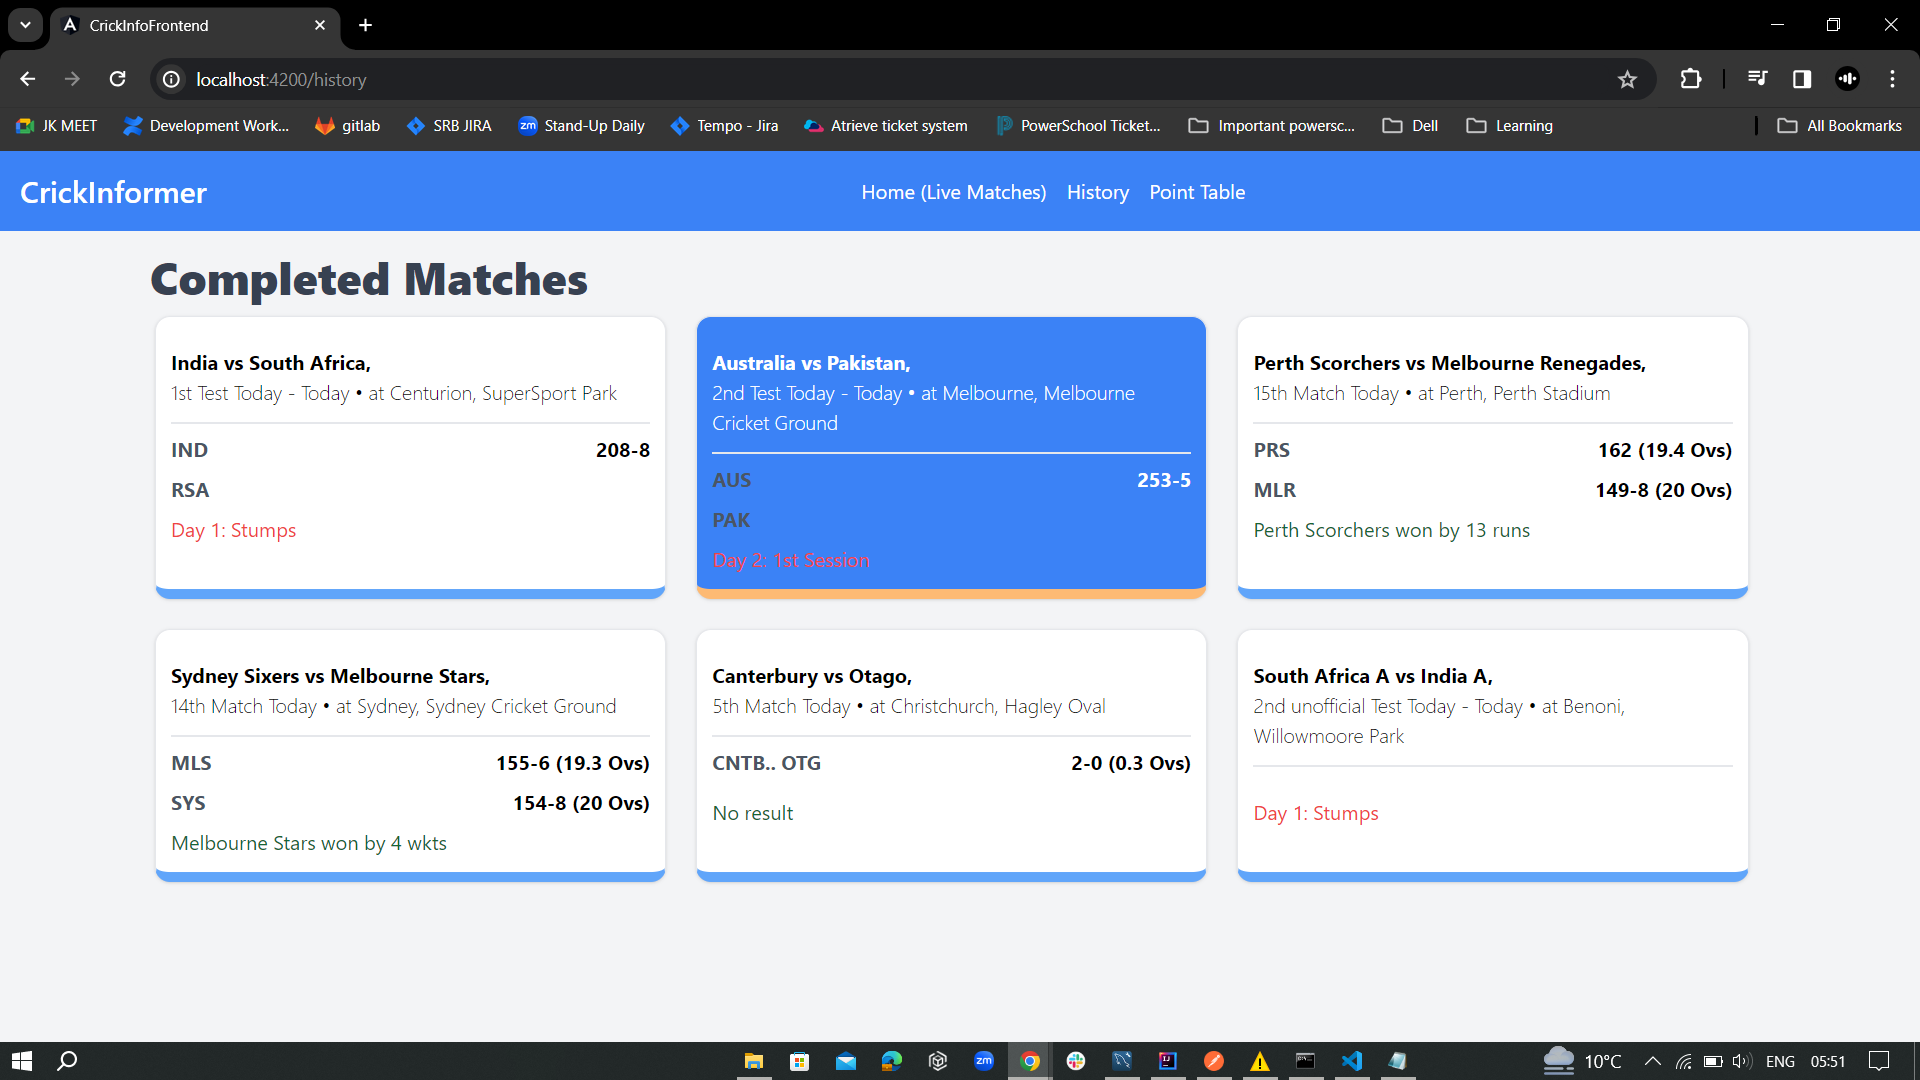 CrickInfoFrontend
localhost:4200/history
JK MEET
Development Work...
gitlab
SRB JIRA
zm
Stand-Up Daily
Tempo - Jira
Atrieve ticket system
PowerSchool Ticket...
Important powersc...
Dell
Learning
All Bookmarks
CrickInformer
Home (Live Matches)
History
Point Table
Completed Matches
India vs South Africa,
1st Test Today - Today • at Centurion, SuperSport Park
IND 208-8
RSA
Day 1: Stumps
Australia vs Pakistan,
2nd Test Today - Today • at Melbourne, Melbourne
Cricket Ground
AUS 253-5
PAK
Day 2: 1st Session
Perth Scorchers vs Melbourne Renegades,
15th Match Today • at Perth, Perth Stadium
PRS 162 (19.4 Ovs)
MLR 149-8 (20 Ovs)
Perth Scorchers won by 13 runs
Sydney Sixers vs Melbourne Stars,
14th Match Today • at Sydney, Sydney Cricket Ground
MLS 155-6 (19.3 Ovs)
SYS 154-8 (20 Ovs)
Melbourne Stars won by 4 wkts
Canterbury vs Otago,
5th Match Today • at Christchurch, Hagley Oval
CNTB.. OTG 2-0 (0.3 Ovs)
No result
South Africa A vs India A,
2nd unofficial Test Today - Today • at Benoni,
Willowmoore Park
Day 1: Stumps
zm
10°C
ENG
05:51